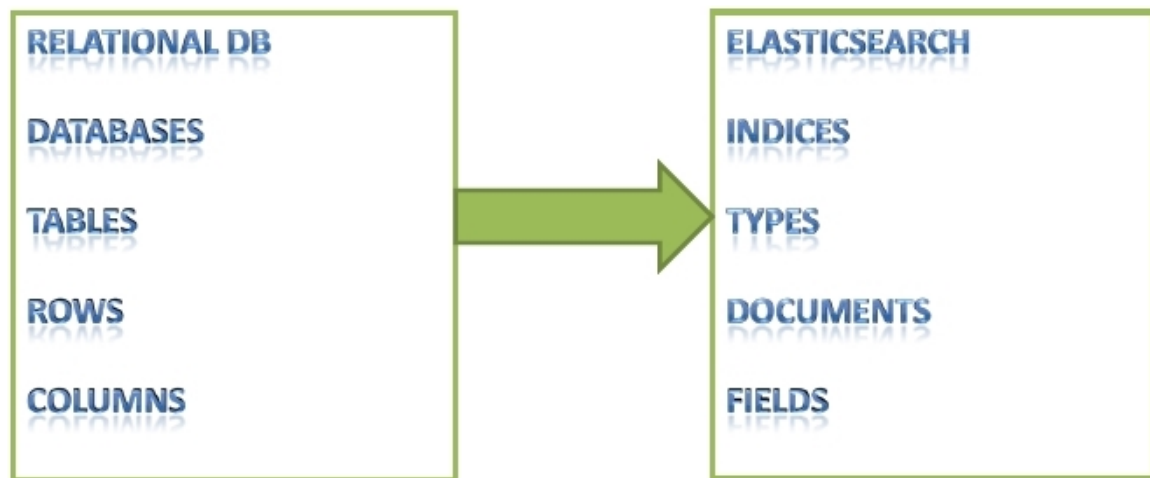 RELATIONAL DB
DATABASES
TABLES
ROWS
COLUMNS
ELASTICSEARCH
INDICES
TYPES
DOCUMENTS
FIELDS